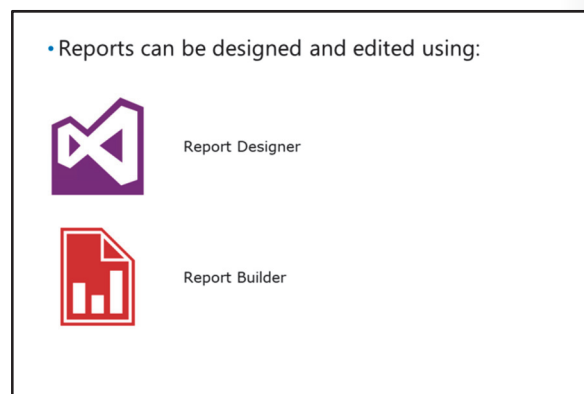 • Reports can be designed and edited using:
Report Designer
Report Builder